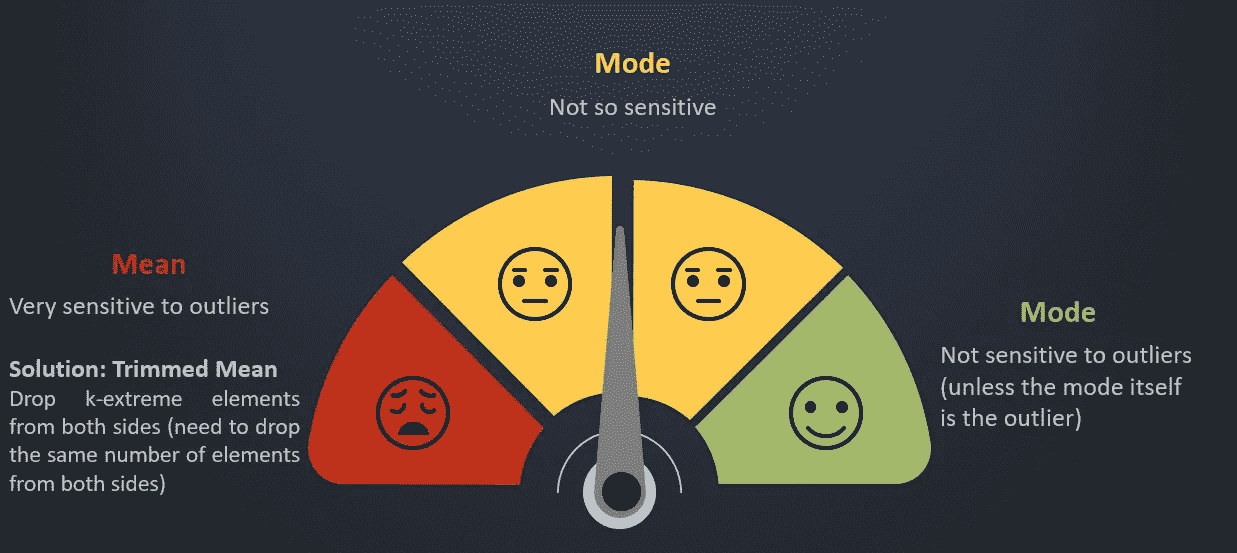 Mode
Not so sensitive
Mean
Very sensitive to outliers
Solution: Trimmed Mean
Drop k-extreme elements
from both sides (need to drop
the same number of elements
from both sides)
Mode
Not sensitive to outliers
(unless the mode itself
is the outlier)